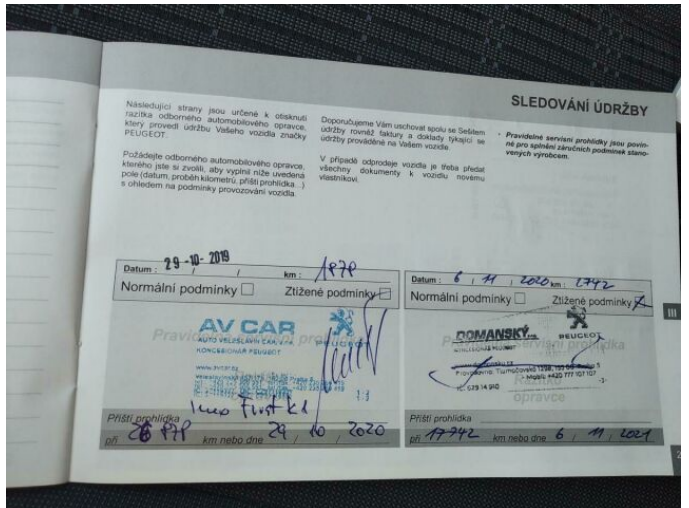 SLEDOVÁNÍ ÚDRŽBY
Následující strany jsou určené k otisknutí
razítka odborného automobilového opravce,
který provedl údržbu Vašeho vozidla značky
PEUGEOT.
Požádejte odborného automobilového opravce,
kterého jste si zvolili, aby vyplnil níže uvedená
pole (datum, proběh kilometrů, příští prohlídka...)
s ohledem na podmínky provozování vozidla.
Doporučujeme Vám uschovat spolu se Sešitem
údržby rovněž faktury a doklady týkající se
údržby prováděné na Vašem vozidle.
V případě odprodeje vozidla je třeba předat
všechny dokumenty k vozidlu novému
vlastníkovi.
Pravidelné servisní prohlídky jsou povin-
né pro splnění záručních podmínek stano-
vených výrobcem.
Datum : 29-10-2019 km : 1878
Normální podmínky Ztížené podmínky
AV CAR
AUTO VELESLAVÍN CAR, s.r.o. PEUGEOT
KONCESIONÁŘ PEUGEOT
Příští prohlídka
při km nebo dne 29 / 10 / 2020
Datum : 6 / 11 / 2020 km : 2742
Normální podmínky Ztížené podmínky
DOMANSKÝ PEUGEOT
Razítko
opravce
Příští prohlídka
při 17742 km nebo dne 6 / 11 / 2021
III